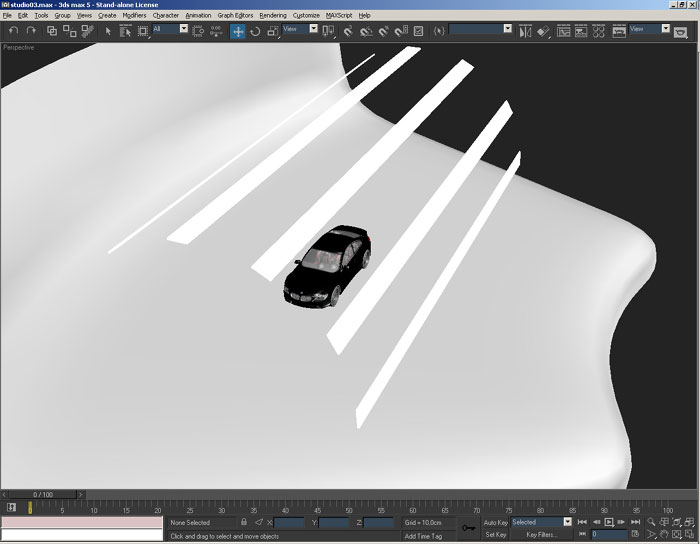 studio03.max - 3ds max 5 - Stand-alone License
File Edit Tools Group Views Create Modifiers Character Animation Graph Editors Rendering Customize MAXScript Help
All View View
Perspective
0 / 100
5 10 15 20 25 30 35 40 45 50 55 60 65 70 75 80 85 90 95 100
None Selected X: Y: Z: Grid = 10,0cm Auto Key Selected
Click and drag to select and move objects Add Time Tag Set Key Key Filters... 0